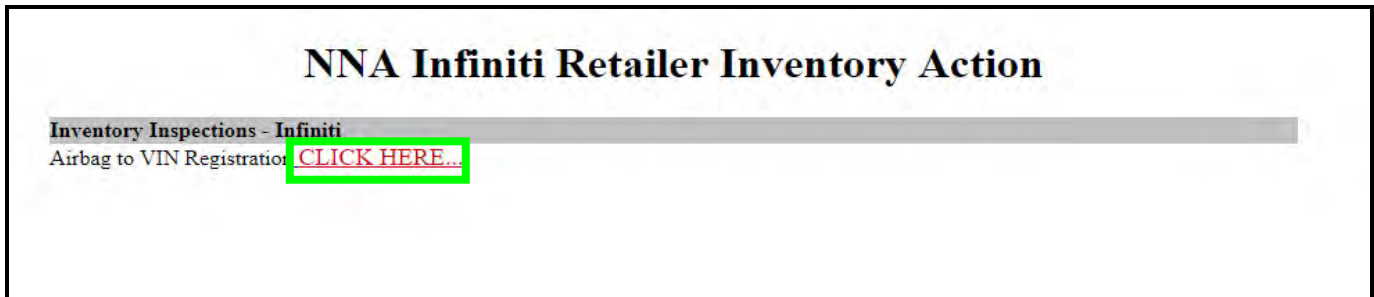 NNA Infiniti Retailer Inventory Action
Inventory Inspections - Infiniti
Airbag to VIN Registration CLICK HERE...